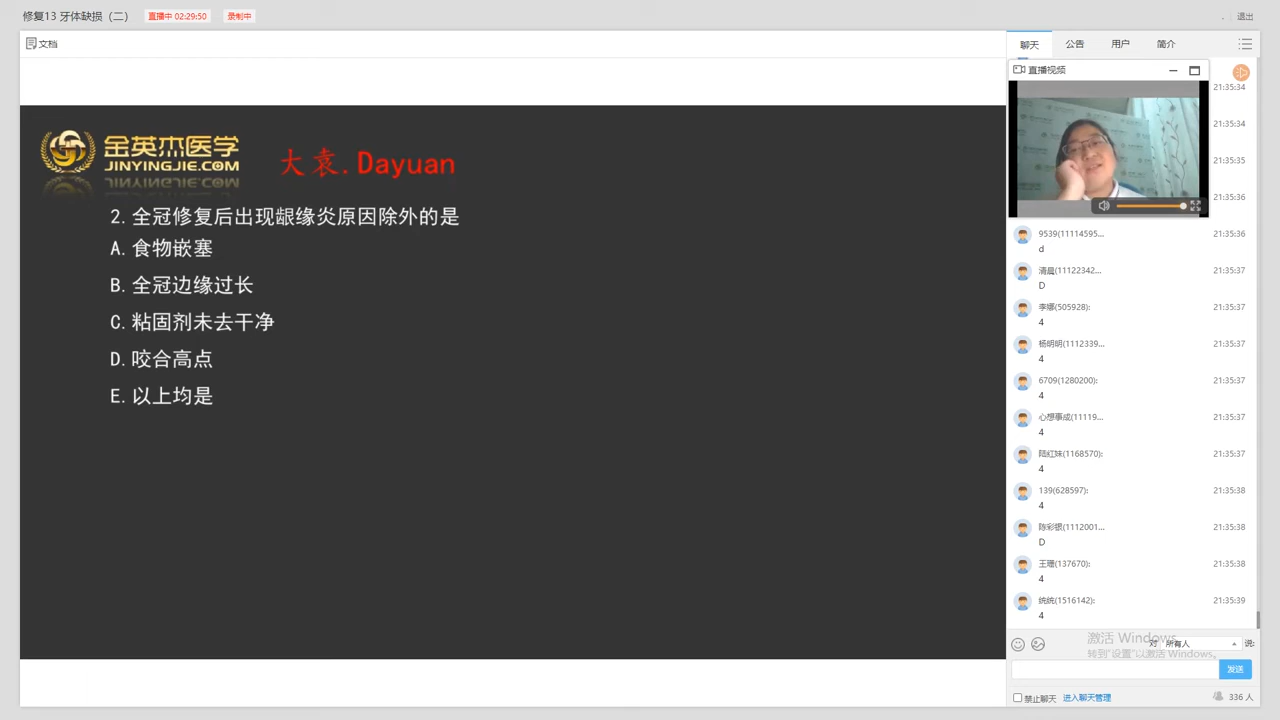 修复13 牙体缺损（二）
直播中 02:29:50
录制中
退出
文档
聊天
公告
用户
简介
直播视频
21:35:34
21:35:34
21:35:35
21:35:36
金英杰医学
JINYINGJIE.COM
大袁.Dayuan
2. 全冠修复后出现龈缘炎原因除外的是
A. 食物嵌塞
B. 全冠边缘过长
C. 粘固剂未去干净
D. 咬合高点
E. 以上均是
9539(11114595... 21:35:36
d
清晨(11122342... 21:35:37
D
李娜(505928): 21:35:37
4
杨明明(1112339... 21:35:37
4
6709(1280200): 21:35:37
4
心想事成(11119... 21:35:37
4
陆红妹(1168570): 21:35:37
4
139(628597): 21:35:38
4
陈彩银(1112001... 21:35:38
D
王珊(137670): 21:35:38
4
统统(1516142): 21:35:39
4
激活 Windows
转到"设置"以激活 Windows。
对 所有人 说:
发送
禁止聊天 进入聊天管理
336 人